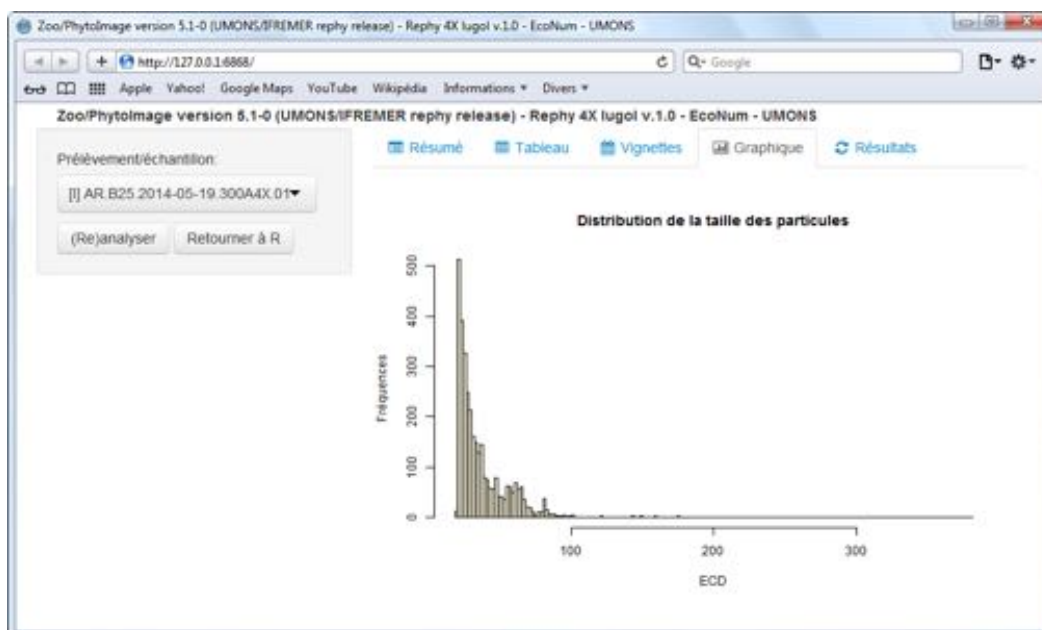 Zoo/PhytoImage version 5.1-0 (UMONS/IFREMER rephy release) - Rephy 4X lugol v.1.0 - EcoNum - UMONS
http://127.0.0.1:6868/
Google
Apple Yahoo! Google Maps YouTube Wikipédia Informations Divers
Zoo/PhytoImage version 5.1-0 (UMONS/IFREMER rephy release) - Rephy 4X lugol v.1.0 - EcoNum - UMONS
Prélèvement/échantillon:
[I] AR.B25.2014-05-19.300A4X.01
(Re)analyser Retourner à R
Résumé Tableau Vignettes Graphique Résultats
Distribution de la taille des particules
Fréquences
0 100 200 300 400 500
100 200 300
ECD